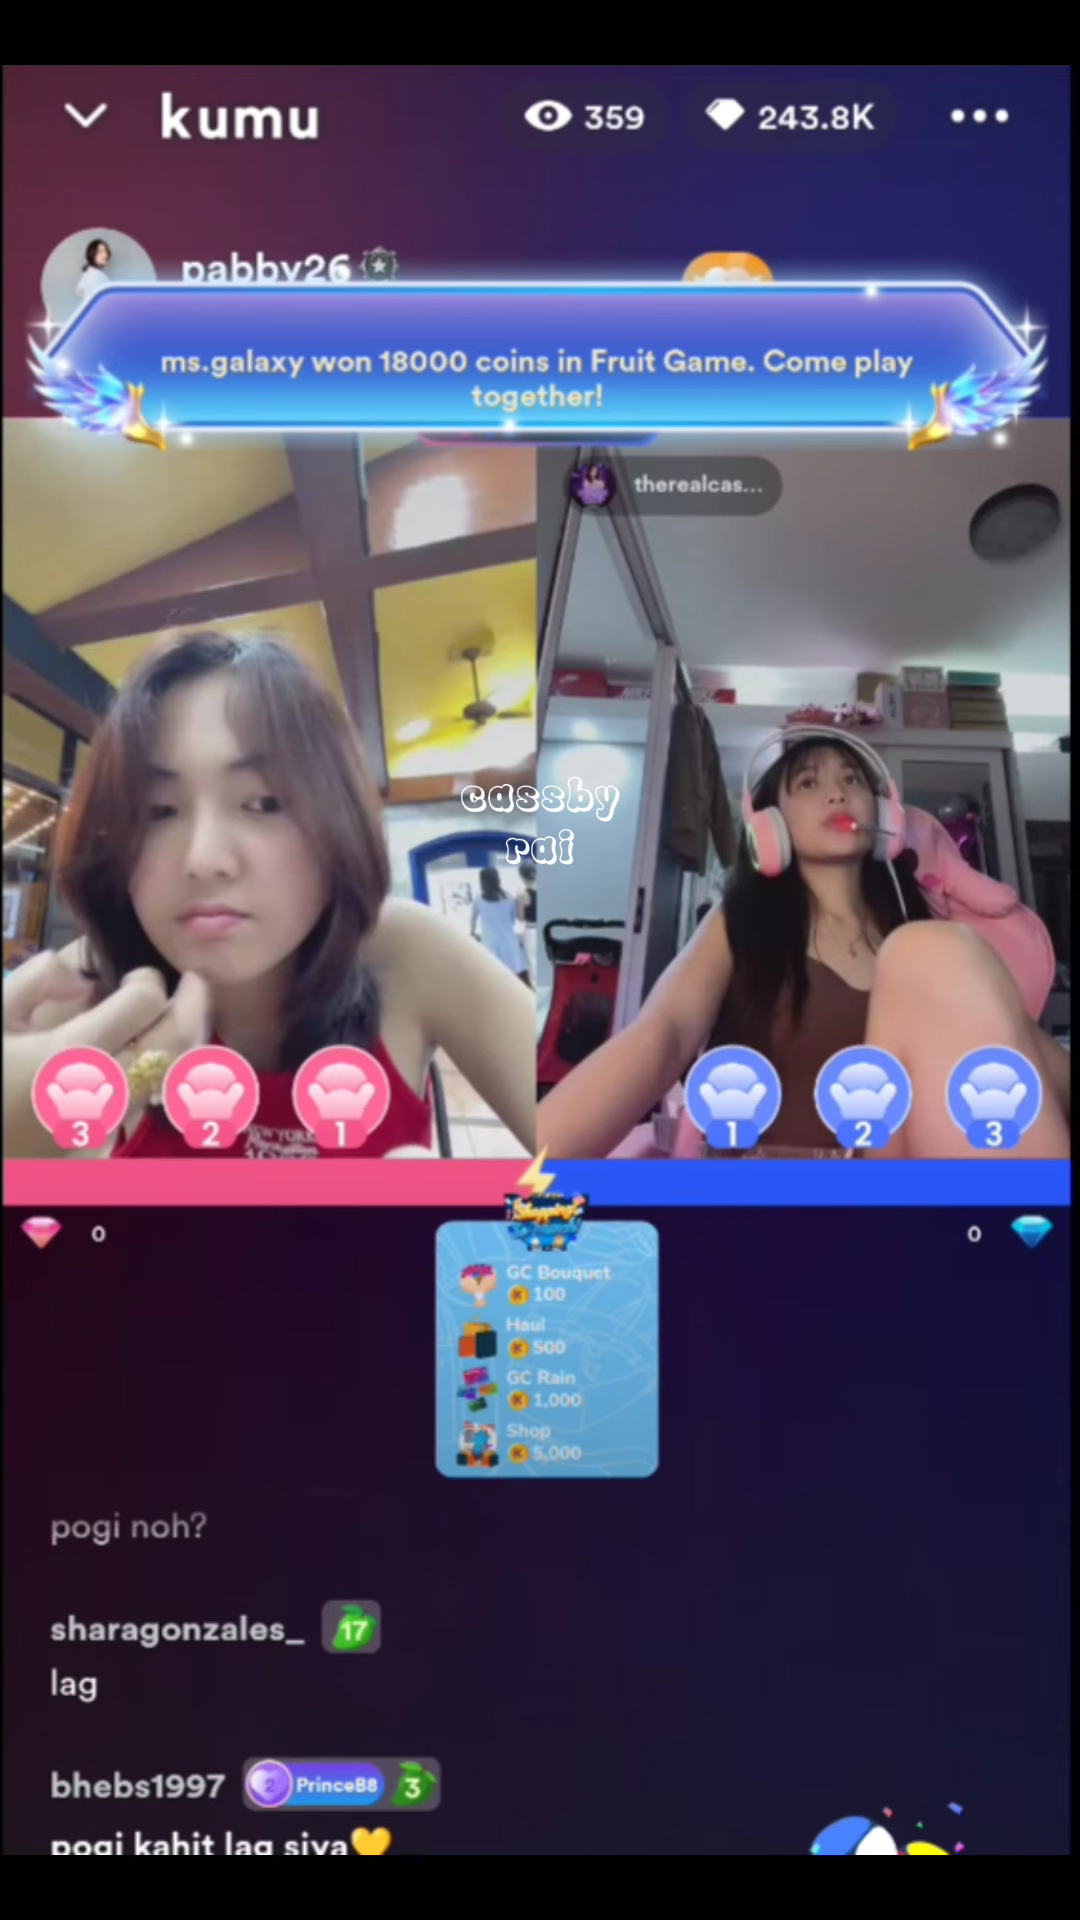 kumu
359
243.8K
pabby26
ms.galaxy won 18000 coins in Fruit Game. Come play
together!
therealcas...
cassby
rai
3
2
1
1
2
3
0
0
Shopping
GC Bouquet
100
Haul
500
GC Rain
1,000
Shop
5,000
pogi noh?
sharagonzales_ 17
lag
bhebs1997 2 PrinceB8 3
pogi kahit lag siya💛